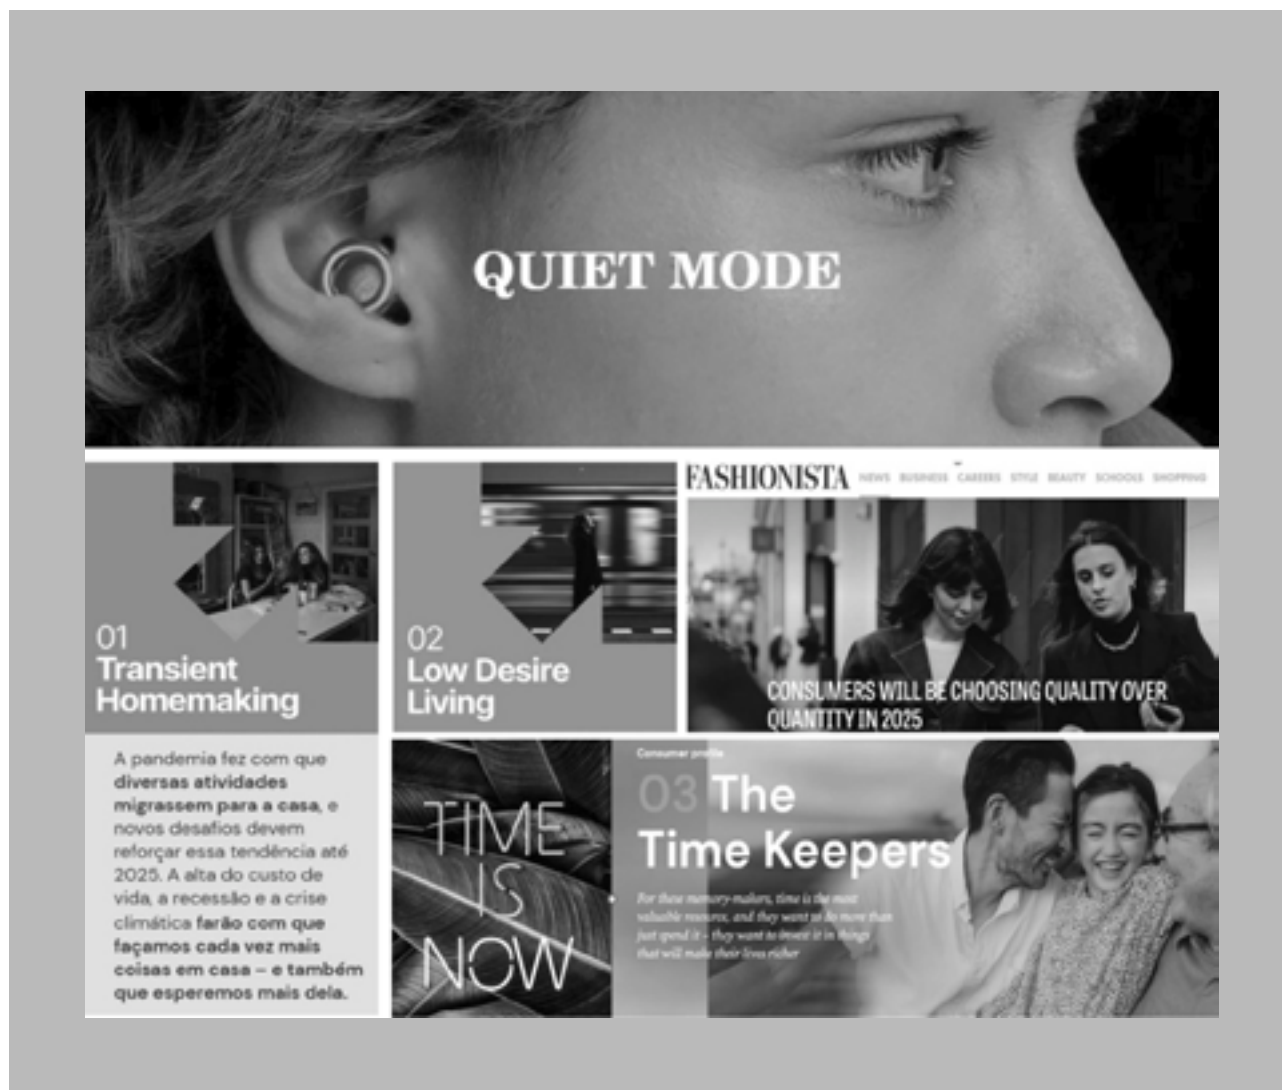 QUIET MODE
01
Transient
Homemaking
A pandemia fez com que
diversas atividades
migrassem para a casa, e
novos desafios devem
reforçar essa tendência até
2025. A alta do custo de
vida, a recessão e a crise
climática farão com que
façamos cada vez mais
coisas em casa – e também
que esperemos mais dela.
02
Low Desire
Living
FASHIONISTA NEWS BUSINESS CAREERS STYLE BEAUTY SCHOOLS SHOPPING
CONSUMERS WILL BE CHOOSING QUALITY OVER
QUANTITY IN 2025
TIME
IS
NOW
Consumer profile
03 The
Time Keepers
For these memory-makers, time is the most
valuable resource, and they want to do more than
just spend it – they want to invest it in things
that will make their lives richer